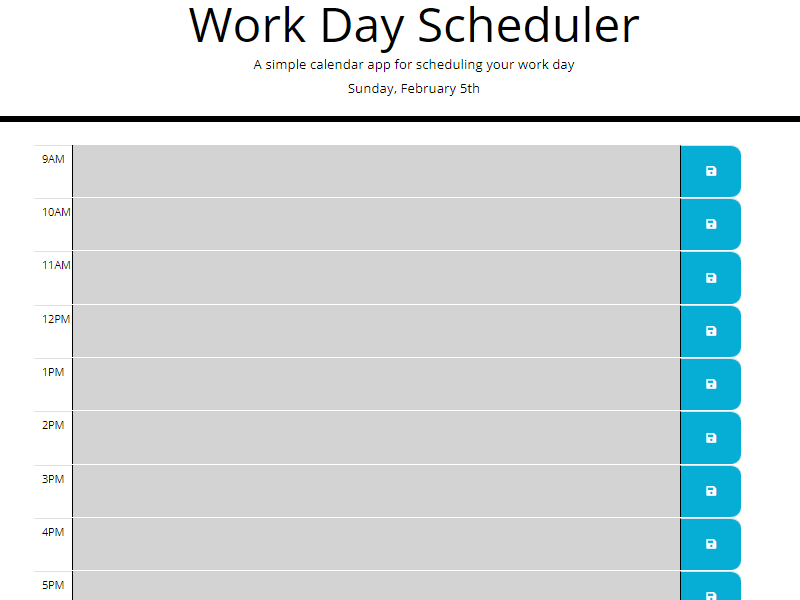 Work Day Scheduler
A simple calendar app for scheduling your work day
Sunday, February 5th
9AM
10AM
11AM
12PM
1PM
2PM
3PM
4PM
5PM